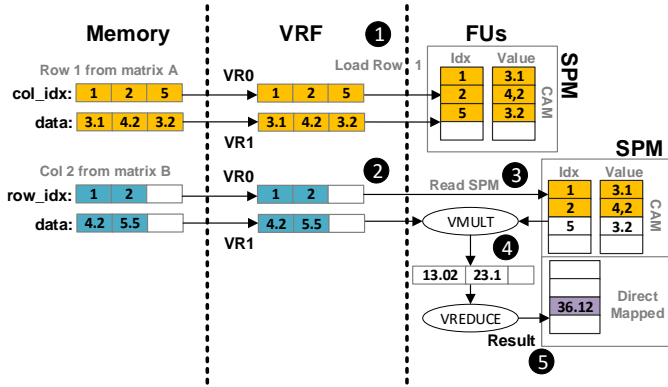 Memory
VRF
1
FUs
Row 1 from matrix A
Load Row 1
Idx
Value
SPM
VR0
col_idx:
1 2 5
1 2 5
1 3.1
2 4,2
5 3.2
CAM
data:
3.1 4.2 3.2
3.1 4.2 3.2
VR1
Col 2 from matrix B
2
SPM
VR0
Read SPM
3
Idx
Value
row_idx:
1 2
1 2
1 3.1
2 4,2
5 3.2
CAM
data:
4.2 5.5
4.2 5.5
VMULT
VR1
4
13.02 23.1
36.12
Direct
Mapped
VREDUCE
Result
5